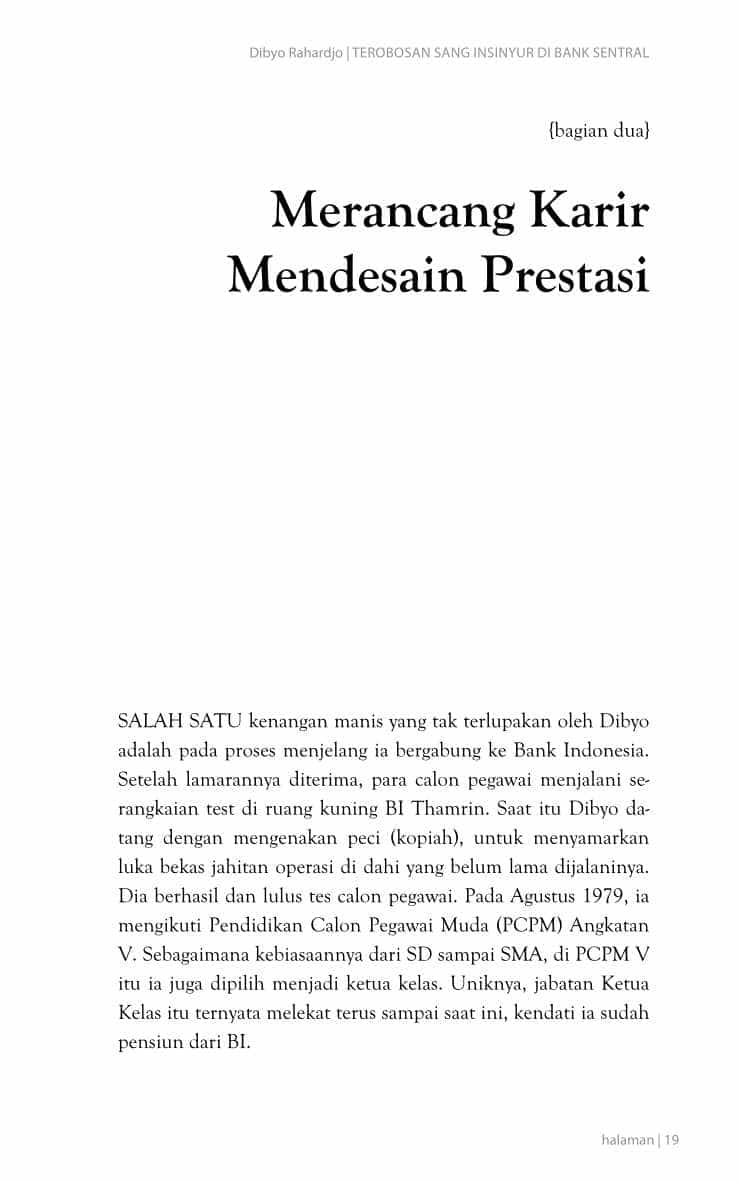 Dibyo Rahardjo | TEROBOSAN SANG INSINYUR DI BANK SENTRAL
{bagian dua}
Merancang Karir
Mendesain Prestasi
SALAH SATU kenangan manis yang tak terlupakan oleh Dibyo
adalah pada proses menjelang ia bergabung ke Bank Indonesia.
Setelah lamarannya diterima, para calon pegawai menjalani se-
rangkaian test di ruang kuning BI Thamrin. Saat itu Dibyo da-
tang dengan mengenakan peci (kopiah), untuk menyamarkan
luka bekas jahitan operasi di dahi yang belum lama dijalaninya.
Dia berhasil dan lulus tes calon pegawai. Pada Agustus 1979, ia
mengikuti Pendidikan Calon Pegawai Muda (PCPM) Angkatan
V. Sebagaimana kebiasaannya dari SD sampai SMA, di PCPM V
itu ia juga dipilih menjadi ketua kelas. Uniknya, jabatan Ketua
Kelas itu ternyata melekat terus sampai saat ini, kendati ia sudah
pensiun dari BI.
halaman | 19